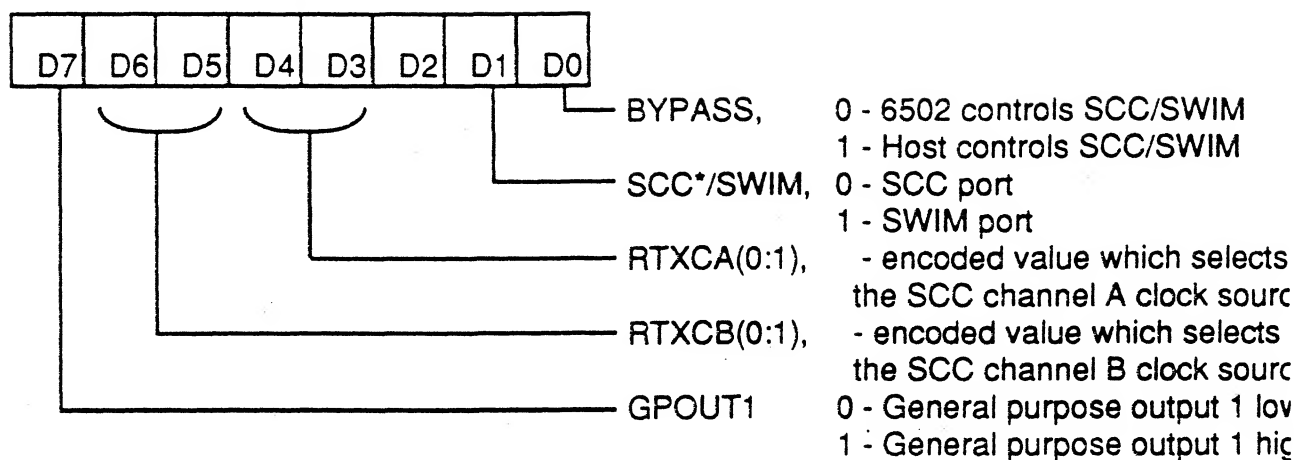 D7 D6 D5 D4 D3 D2 D1 D0
BYPASS, 0 - 6502 controls SCC/SWIM
1 - Host controls SCC/SWIM
SCC*/SWIM, 0 - SCC port
1 - SWIM port
RTXCA(0:1), - encoded value which selects
the SCC channel A clock sourc
RTXCB(0:1), - encoded value which selects
the SCC channel B clock sourc
GPOUT1 0 - General purpose output 1 lov
1 - General purpose output 1 hig